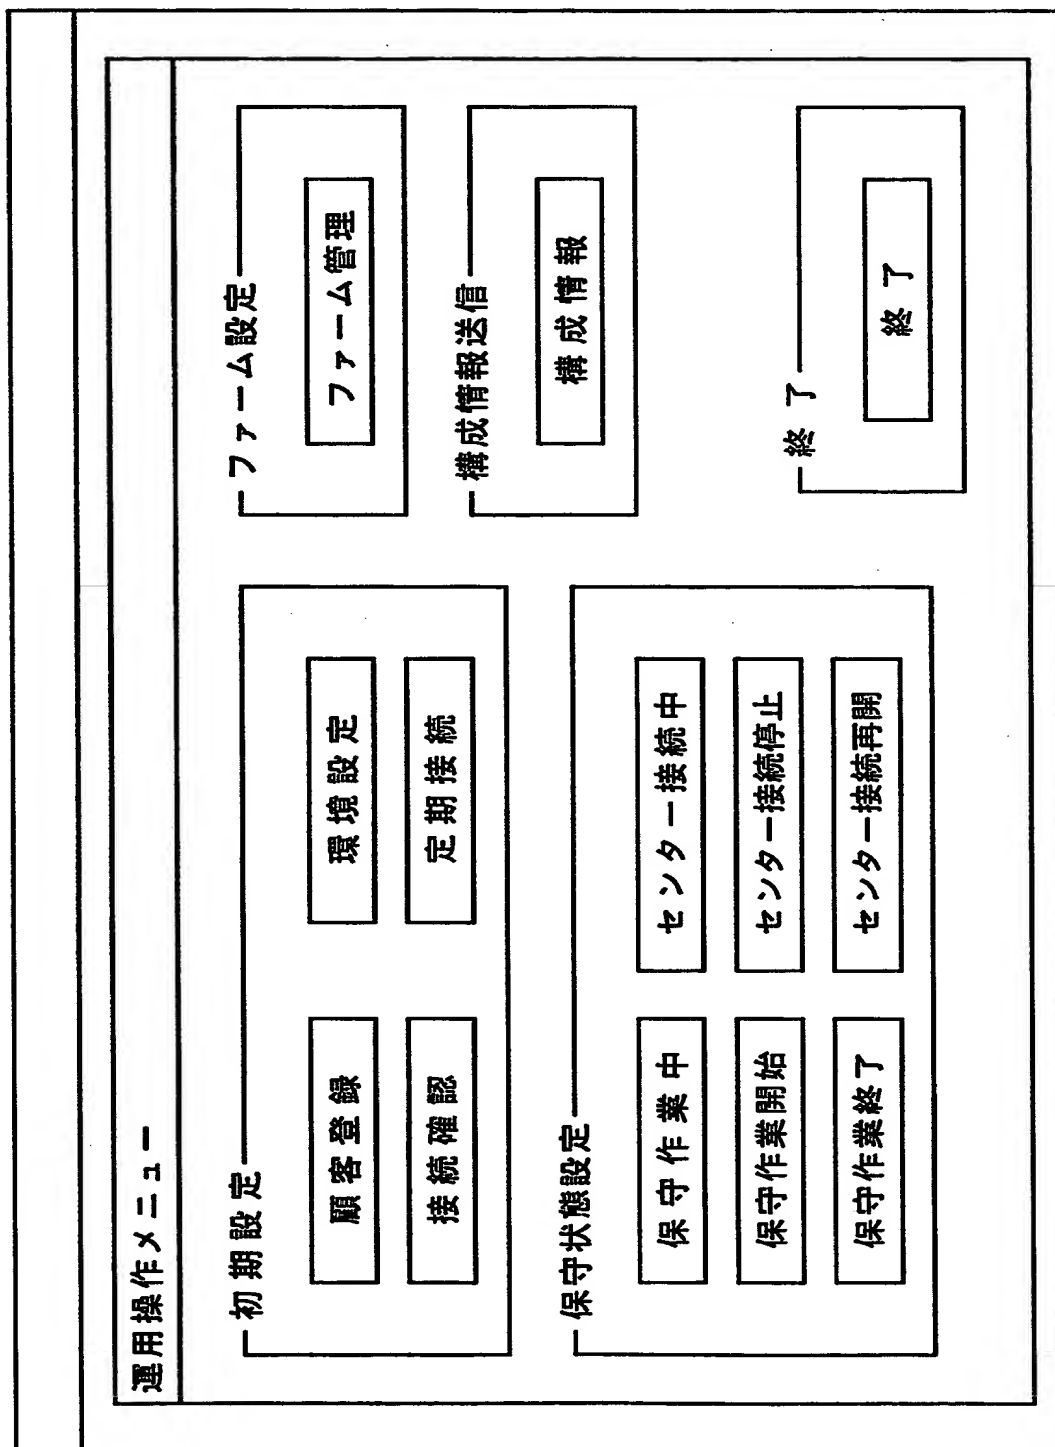 運用操作メニュー
初期設定
顧客登録
環境設定
接続確認
定期接続
保守状態設定
保守作業中
センター接続中
保守作業開始
センター接続停止
保守作業終了
センター接続再開
ファーム設定
ファーム管理
構成情報送信
構成情報
終了
終了